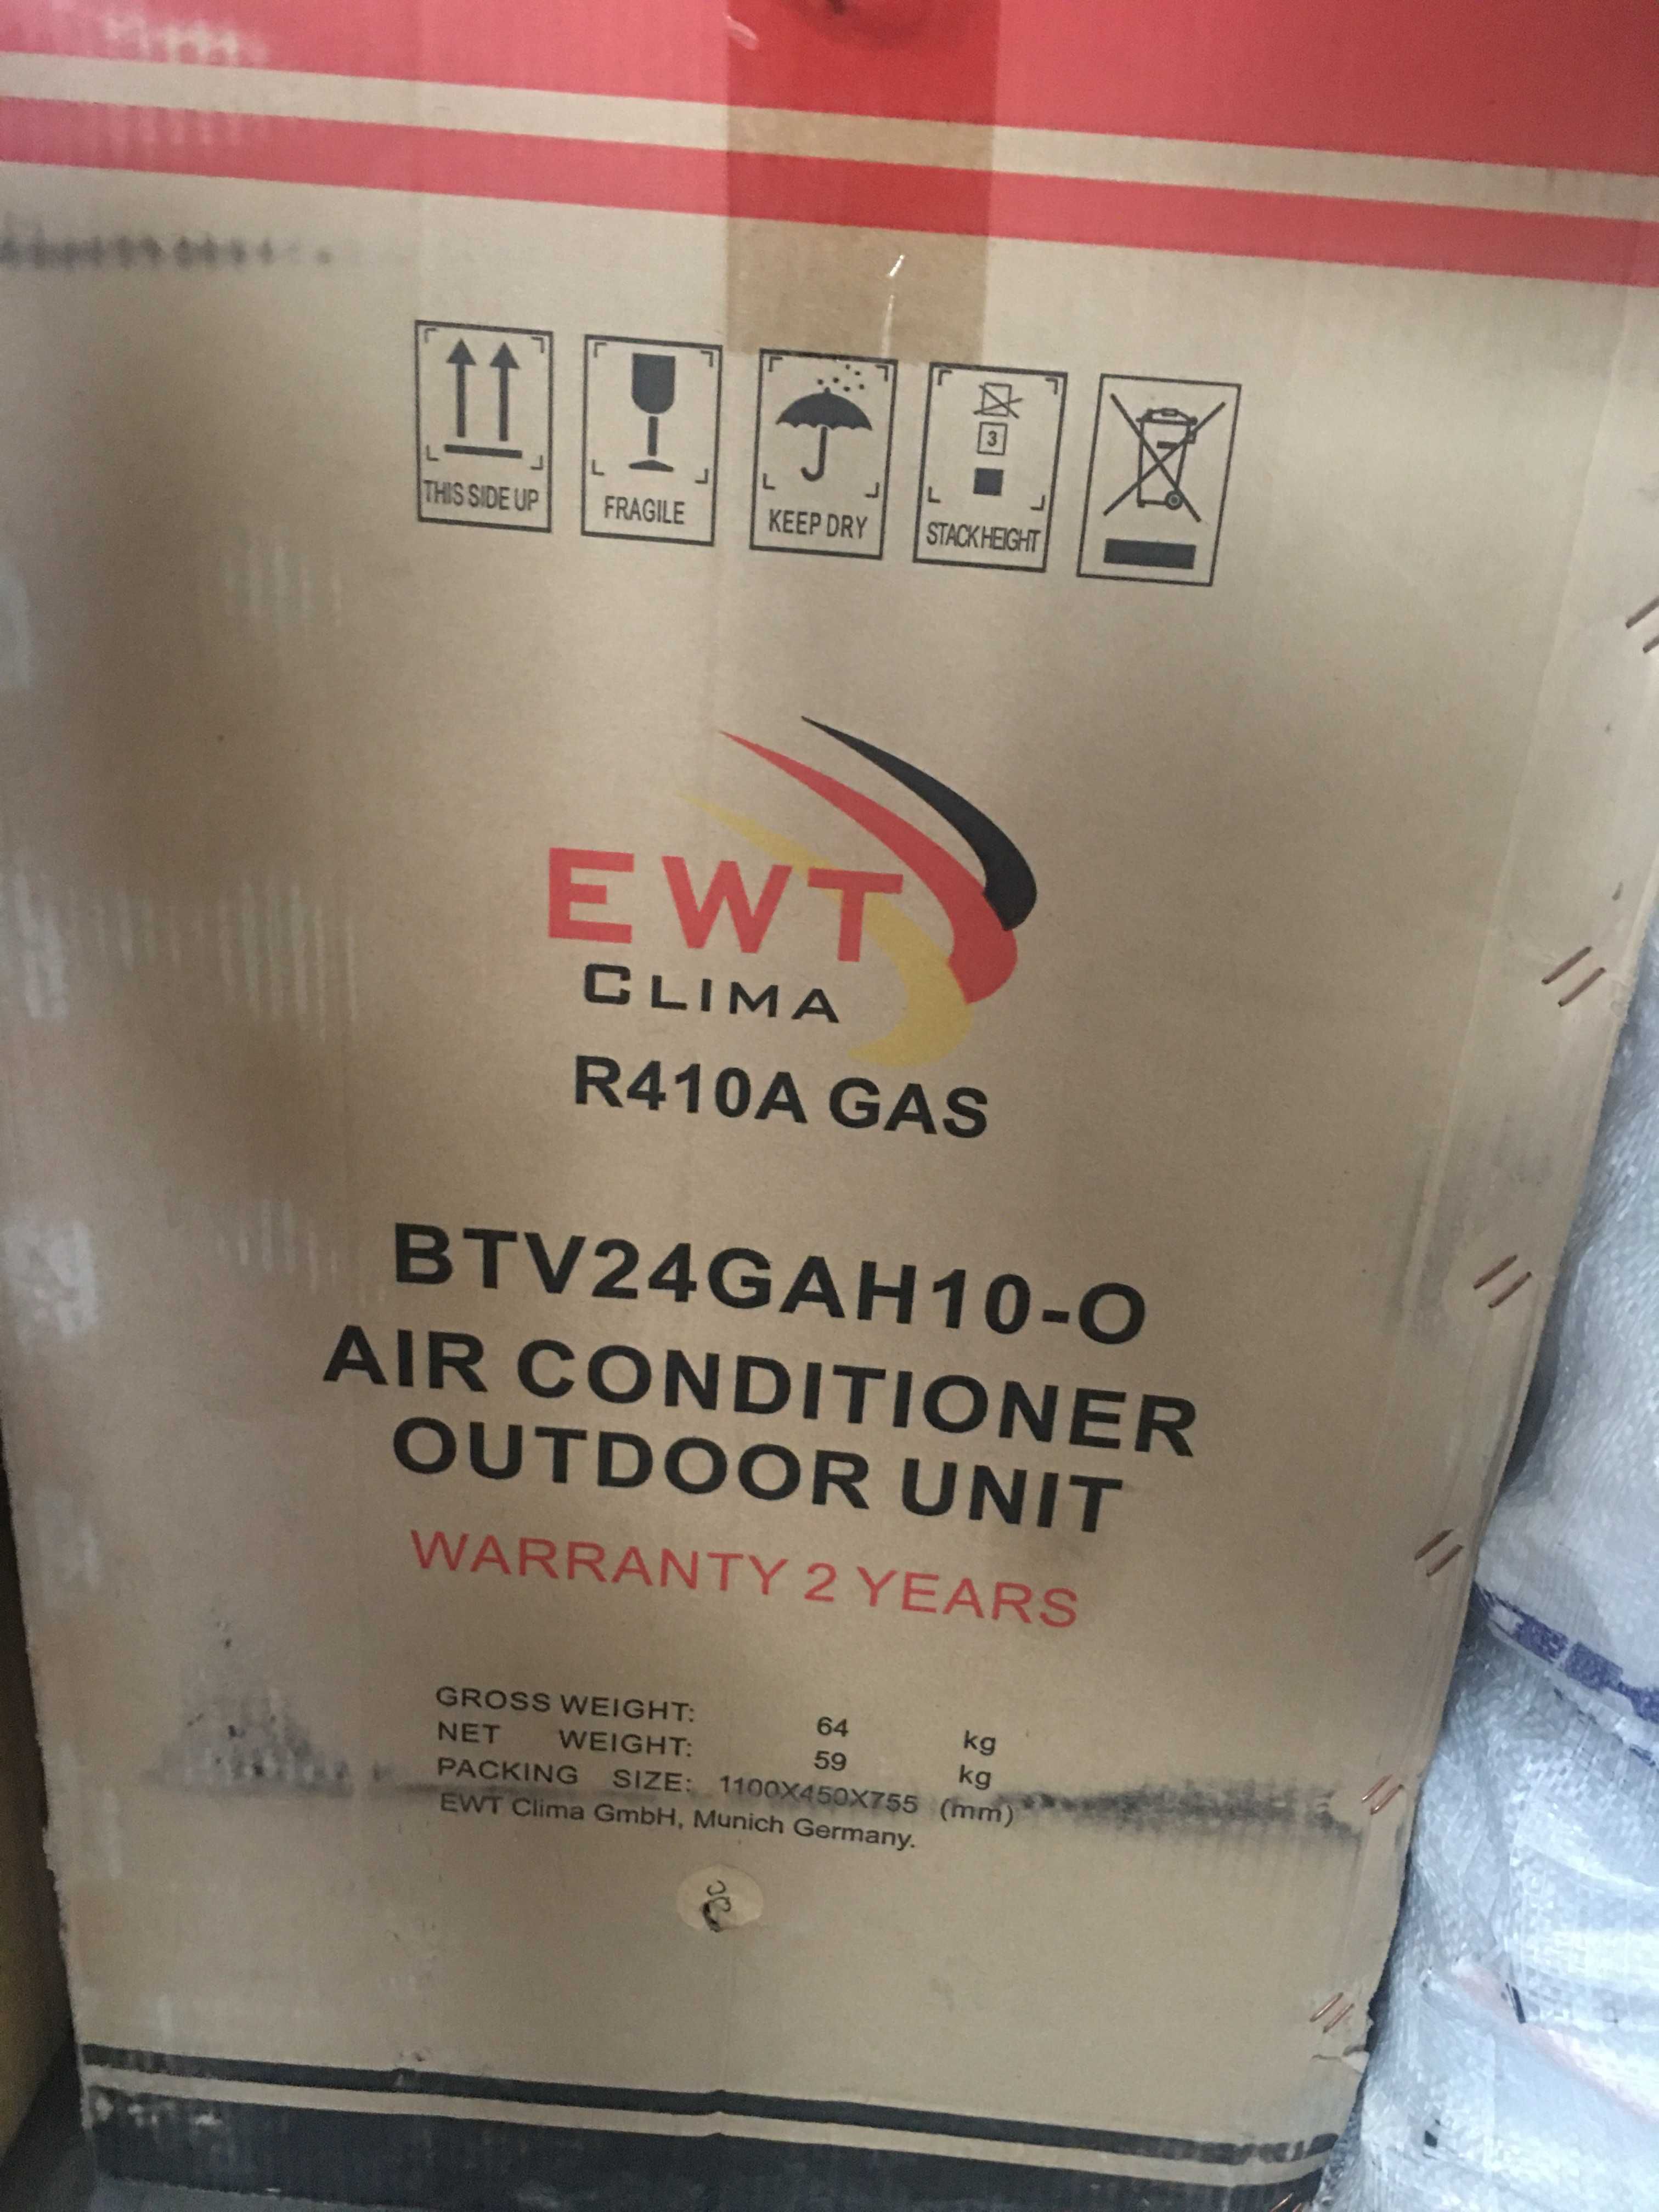 THIS SIDE UP
FRAGILE
KEEP DRY
3
STACK HEIGHT
EWT
CLIMA
R410A GAS
BTV24GAH10-O
AIR CONDITIONER
OUTDOOR UNIT
WARRANTY 2 YEARS
GROSS WEIGHT: 64 kg
NET WEIGHT: 59 kg
PACKING SIZE: 1100X450X755 (mm)
EWT Clima GmbH, Munich Germany.